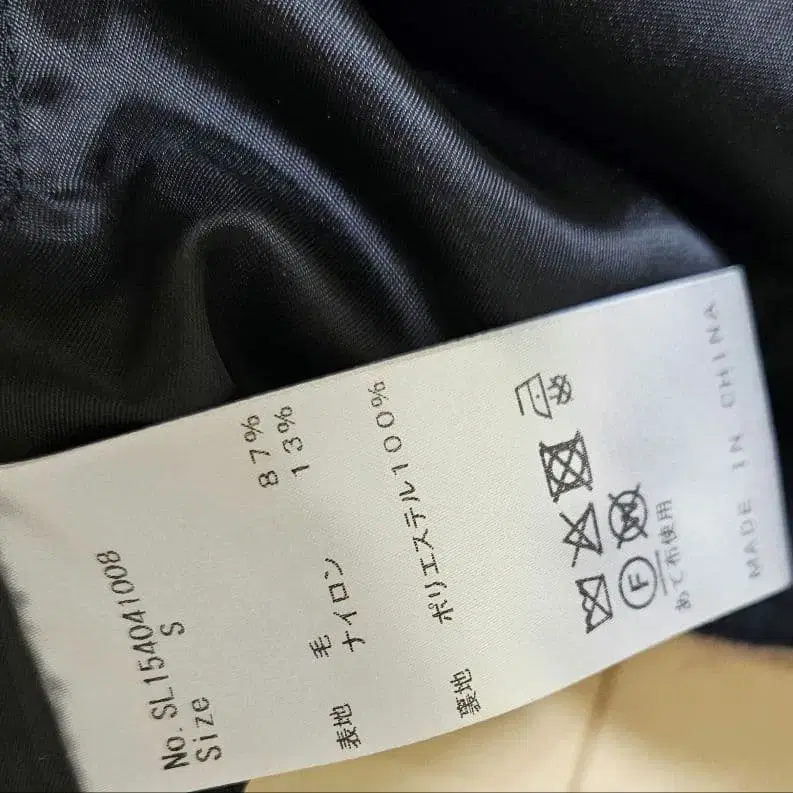 No. SL154041008
Size S
表地 毛 87%
ナイロン 13%
裏地 ポリエステル100%
F
W
あて布使用
MADE IN CHINA